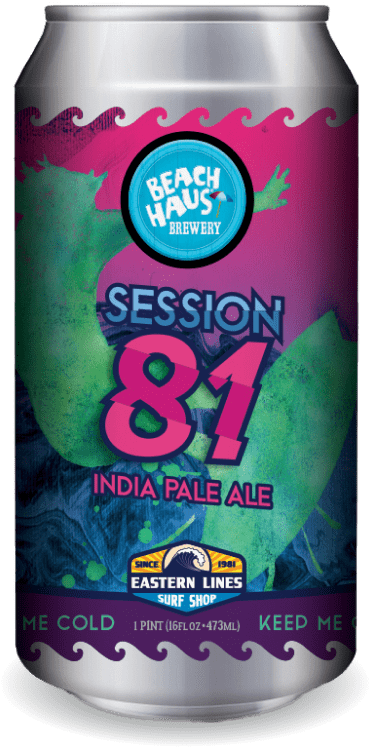 BEACH
HAUS
BREWERY
SESSION
81
INDIA PALE ALE
SINCE 1981
EASTERN LINES
SURF SHOP
ME COLD 1 PINT (16FL OZ•473ML) KEEP ME